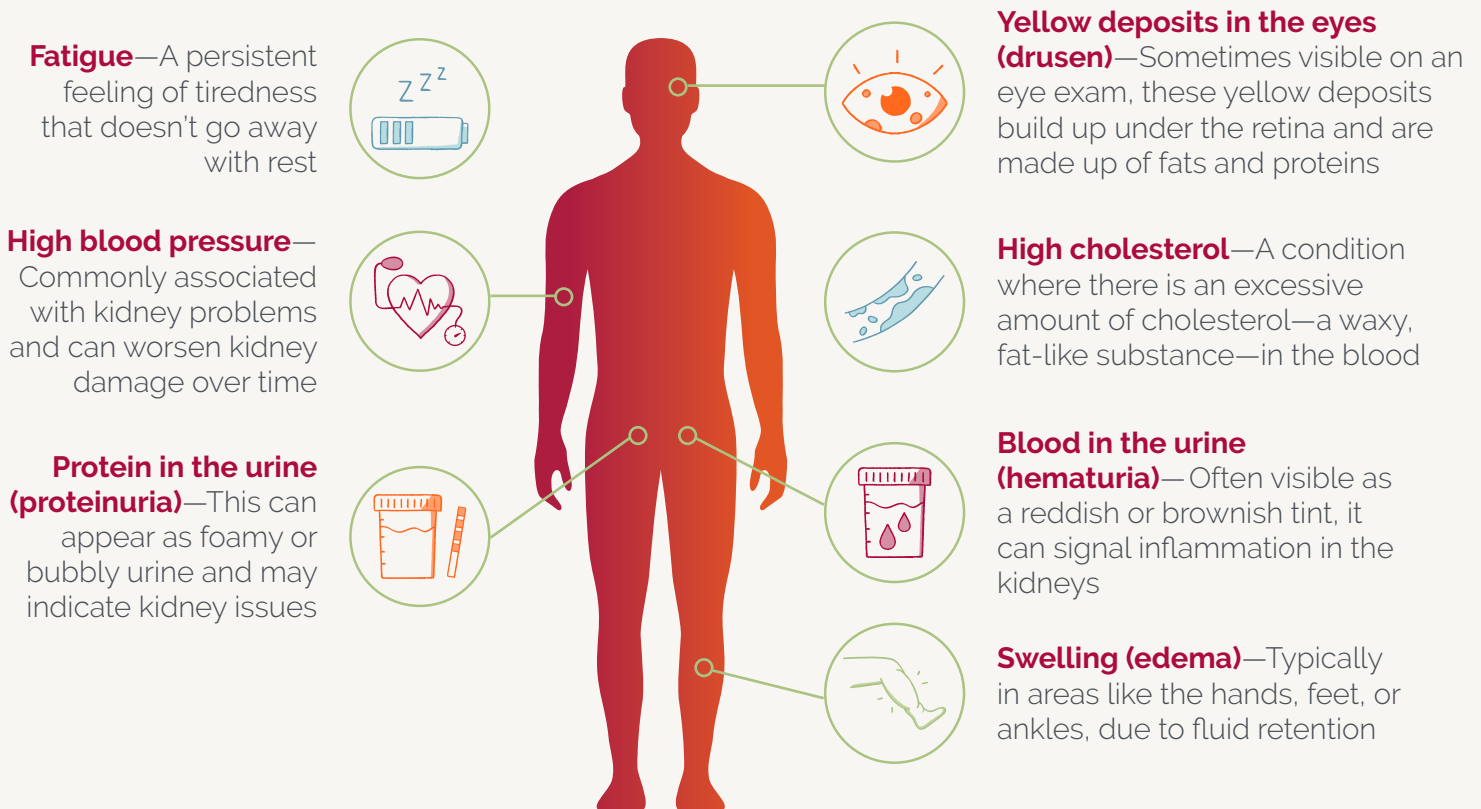 Fatigue—A persistent
feeling of tiredness
that doesn't go away
with rest
z z z
High blood pressure—
Commonly associated
with kidney problems
and can worsen kidney
damage over time
Protein in the urine
(proteinuria)—This can
appear as foamy or
bubbly urine and may
indicate kidney issues
Yellow deposits in the eyes
(drusen)—Sometimes visible on an
eye exam, these yellow deposits
build up under the retina and are
made up of fats and proteins
High cholesterol—A condition
where there is an excessive
amount of cholesterol—a waxy,
fat-like substance—in the blood
Blood in the urine
(hematuria)— Often visible as
a reddish or brownish tint, it
can signal inflammation in the
kidneys
Swelling (edema)—Typically
in areas like the hands, feet, or
ankles, due to fluid retention